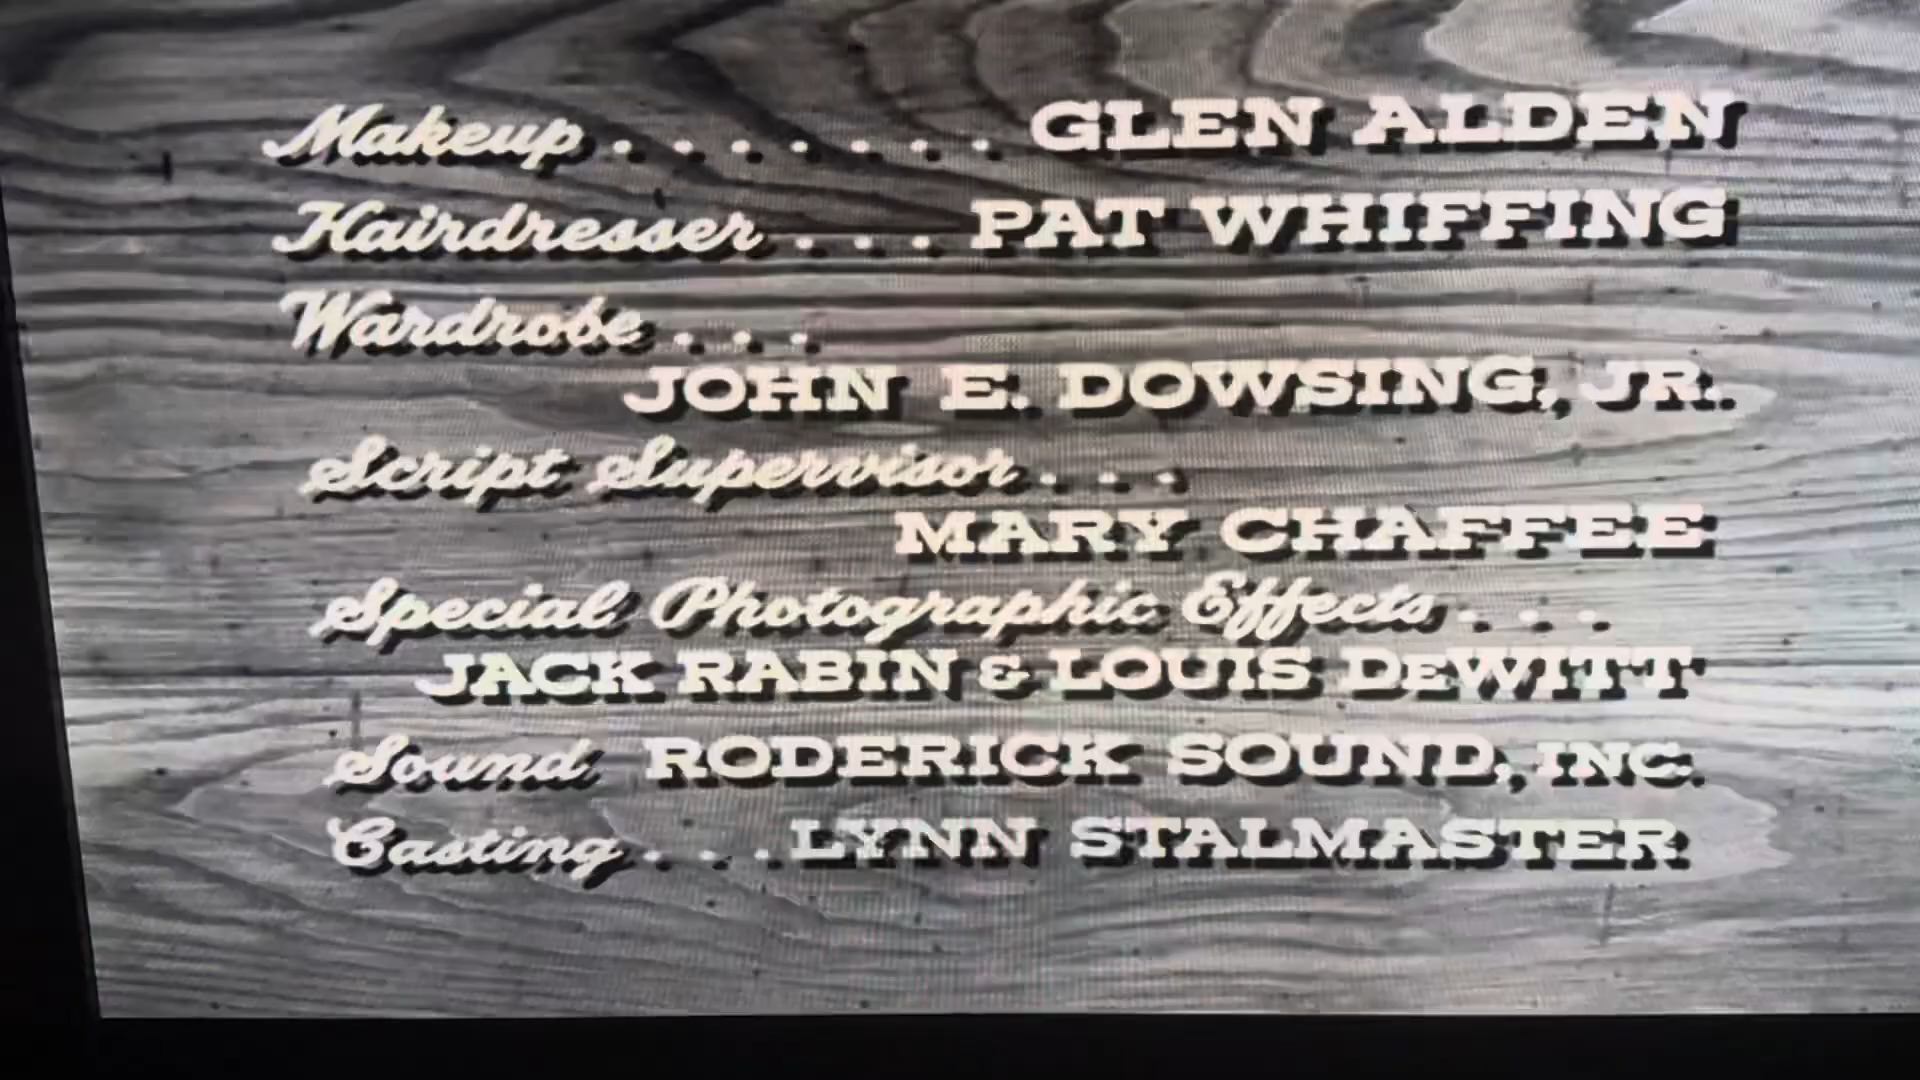 Makeup . . . . . . . GLEN ALDEN
Hairdresser . . . PAT WHIFFING
Wardrobe . . .
JOHN E. DOWSING, JR.
Script Supervisor . . .
MARY CHAFFEE
Special Photographic Effects . . .
JACK RABIN & LOUIS DeWITT
Sound RODERICK SOUND, INC.
Casting . . . LYNN STALMASTER